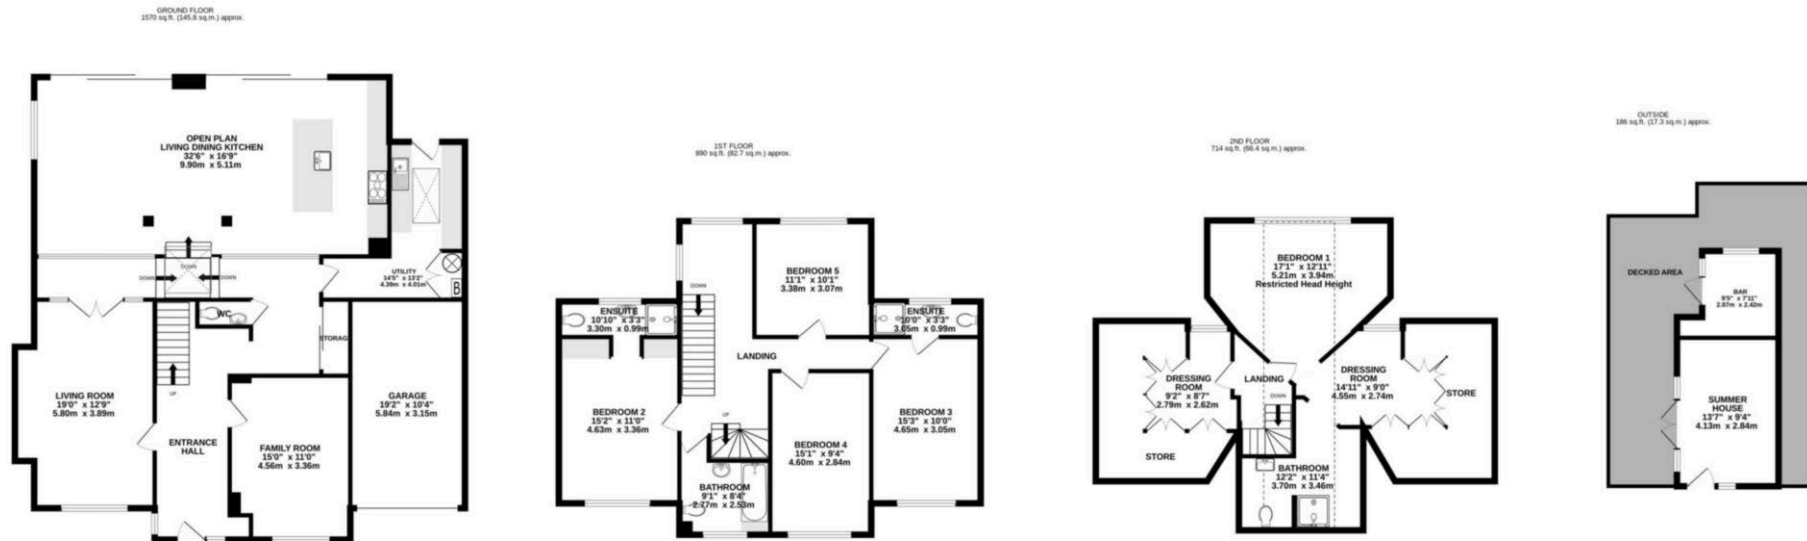 GROUND FLOOR
1570 sq.ft. (145.8 sq.m.) approx.
OPEN PLAN
LIVING DINING KITCHEN
32'6" x 16'9"
9.90m x 5.11m
DOWN
DOWN
DOWN
UTILITY
14'5" x 13'2"
4.39m x 4.01m
B
WC
STORAG
LIVING ROOM
19'0" x 12'9"
5.80m x 3.89m
UP
ENTRANCE
HALL
FAMILY ROOM
15'0" x 11'0"
4.56m x 3.36m
GARAGE
19'2" x 10'4"
5.84m x 3.15m
1ST FLOOR
890 sq.ft. (82.7 sq.m.) approx.
BEDROOM 5
11'1" x 10'1"
3.38m x 3.07m
DOWN
ENSUITE
10'10" x 3'3"
3.30m x 0.99m
ENSUITE
10'0" x 3'3"
3.05m x 0.99m
LANDING
BEDROOM 2
15'2" x 11'0"
4.63m x 3.36m
UP
BEDROOM 3
15'3" x 10'0"
4.65m x 3.05m
BEDROOM 4
15'1" x 9'4"
4.60m x 2.84m
BATHROOM
9'1" x 8'4"
2.77m x 2.53m
2ND FLOOR
714 sq.ft. (66.4 sq.m.) approx.
BEDROOM 1
17'1" x 12'11"
5.21m x 3.94m
Restricted Head Height
DRESSING
ROOM
9'2" x 8'7"
2.79m x 2.62m
LANDING
DOWN
DRESSING
ROOM
14'11" x 9'0"
4.55m x 2.74m
STORE
STORE
BATHROOM
12'2" x 11'4"
3.70m x 3.46m
OUTSIDE
186 sq.ft. (17.3 sq.m.) approx.
DECKED AREA
BAR
9'5" x 7'11"
2.87m x 2.42m
SUMMER
HOUSE
13'7" x 9'4"
4.13m x 2.84m